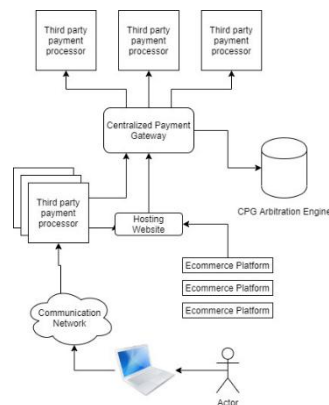 Third party
payment
processor
Third party
payment
processor
Third party
payment
processor
Centralized Payment
Gateway
CPG Arbitration Engine
Third party
payment
processor
Hosting
Website
Ecommerce Platform
Ecommerce Platform
Ecommerce Platform
Communication
Network
Actor